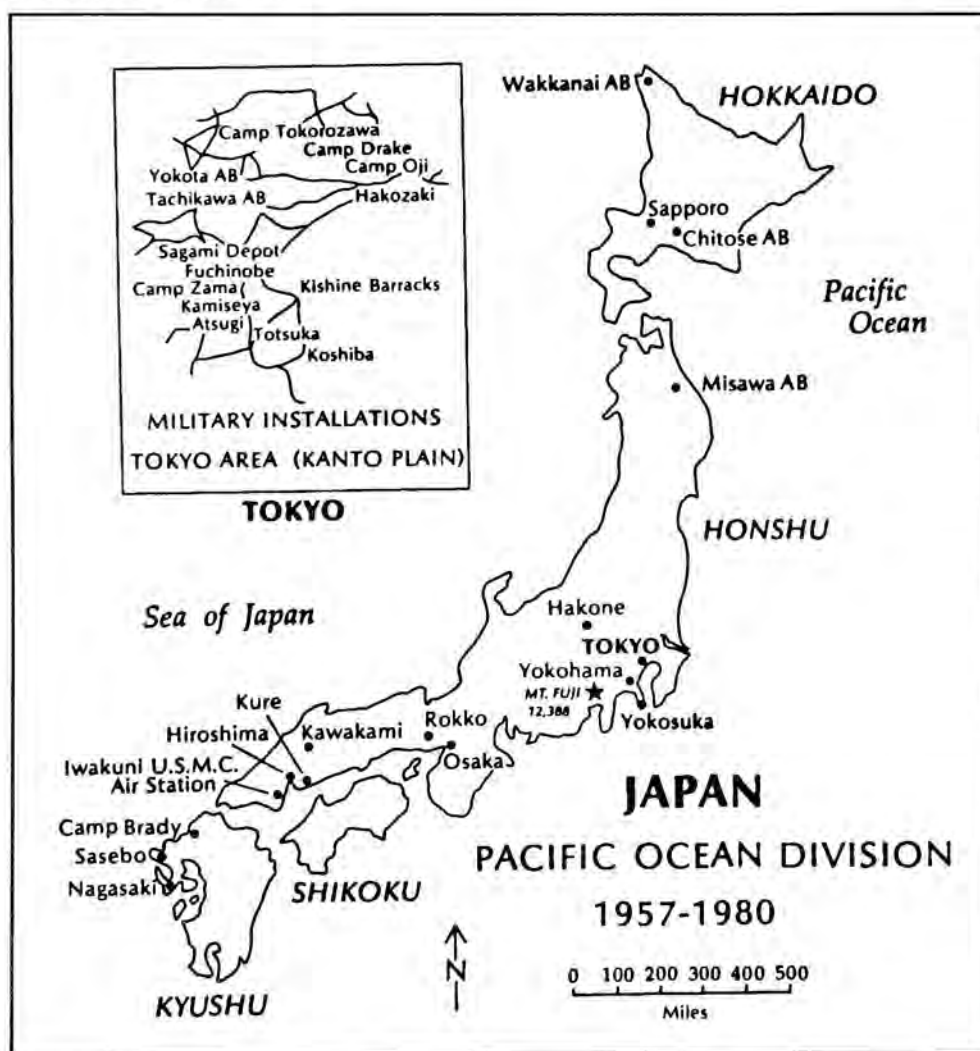 Camp Tokorozawa
Camp Drake
Camp Oji
Yokota AB
Tachikawa AB
Hakozaki
Sagami Depot
Fuchinobe
Camp Zama
Kishine Barracks
Kamiseya
Atsugi
Totsuka
Koshiba
MILITARY INSTALLATIONS
TOKYO AREA (KANTO PLAIN)
TOKYO
Wakkanai AB
HOKKAIDO
Sapporo
Chitose AB
Pacific
Ocean
Misawa AB
HONSHU
Sea of Japan
Hakone
TOKYO
Yokohama
MT. FUJI
12,388
Yokosuka
Kure
Hiroshima
Kawakami
Rokko
Osaka
Iwakuni U.S.M.C.
Air Station
Camp Brady
Sasebo
Nagasaki
SHIKOKU
KYUSHU
JAPAN
PACIFIC OCEAN DIVISION
1957-1980
N
0 100 200 300 400 500
Miles